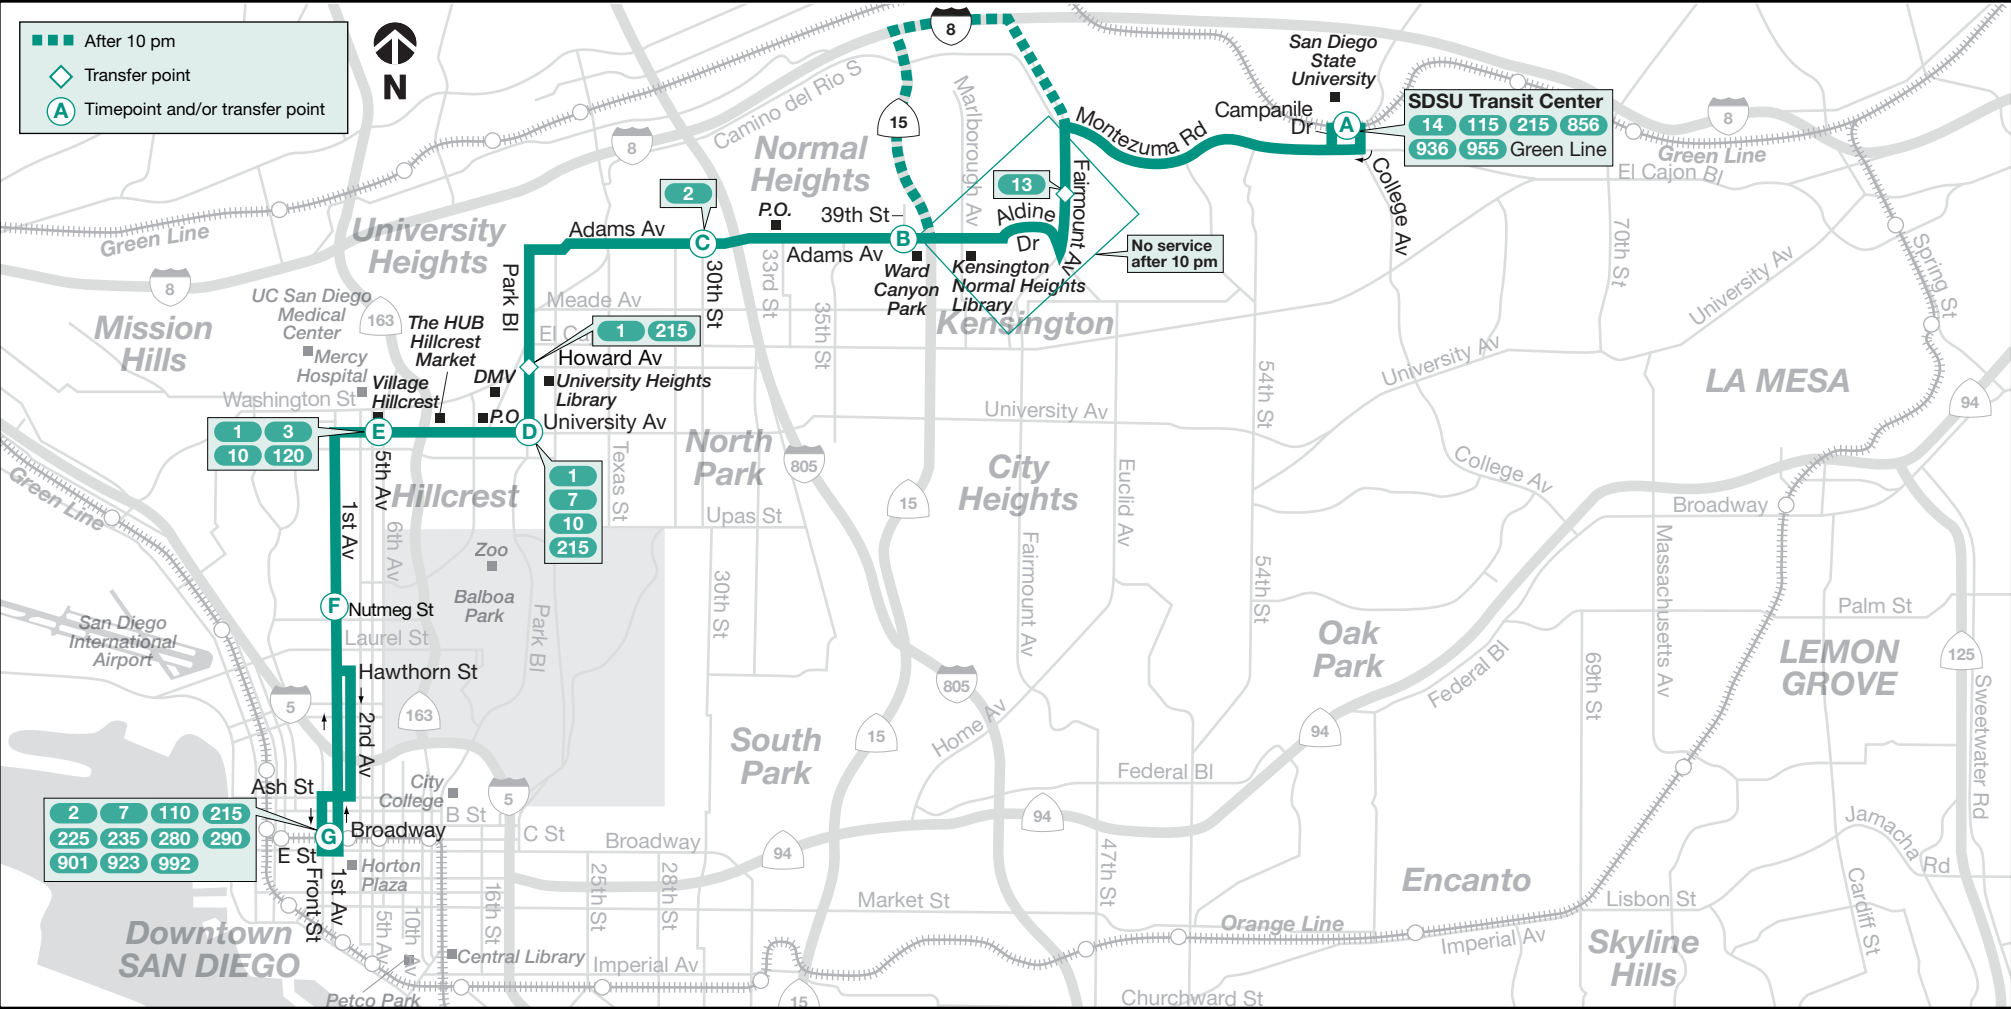 After 10 pm
Transfer point
A Timepoint and/or transfer point
N
8
15
Camino del Rio S
Marlborough Av
San Diego
State
University
Campanile
Dr
A
SDSU Transit Center
14 115 215 856
936 955 Green Line
8
Green Line
El Cajon Bl
Montezuma Rd
College Av
70th St
Spring St
University Av
8
Normal
Heights
P.O.
39th St
2
13
Aldine
Dr
Fairmount Av
No service
after 10 pm
Green Line
University
Heights
Adams Av
C
Adams Av
B
Ward
Canyon
Park
Kensington
Normal Heights
Library
Kensington
8
Mission
Hills
UC San Diego
Medical
Center
Mercy
Hospital
163
The HUB
Hillcrest
Market
Park Bl
Meade Av
El C
1 215
Howard Av
30th St
33rd St
35th St
Washington St
Village
Hillcrest
DMV
P.O
University Heights
Library
University Av
1 3
10 120
E
D
5th Av
Hillcrest
1
7
10
215
Texas St
North
Park
805
University Av
University Av
54th St
LA MESA
94
Green Line
1st Av
6th Av
Zoo
Balboa
Park
Park Bl
Upas St
30th St
15
City
Heights
Euclid Av
Fairmount Av
54th St
College Av
Broadway
Massachusetts Av
Palm St
San Diego
International
Airport
F
Nutmeg St
Laurel St
Hawthorn St
Oak
Park
Federal Bl
69th St
LEMON
GROVE
125
Sweetwater Rd
5
163
2nd Av
805
South
Park
15
Home Av
94
Federal Bl
Ash St
City
College
B St
5
2 7 110 215
225 235 280 290
901 923 992
G
Broadway
C St
Broadway
94
94
Jamacha Rd
E St
Horton
Plaza
Front St
1st Av
5th Av
10th Av
16th St
25th St
28th St
47th St
Market St
Encanto
Lisbon St
Cardiff St
Downtown
SAN DIEGO
Central Library
Imperial Av
Orange Line
Imperial Av
Skyline
Hills
Petco Park
15
Churchward St